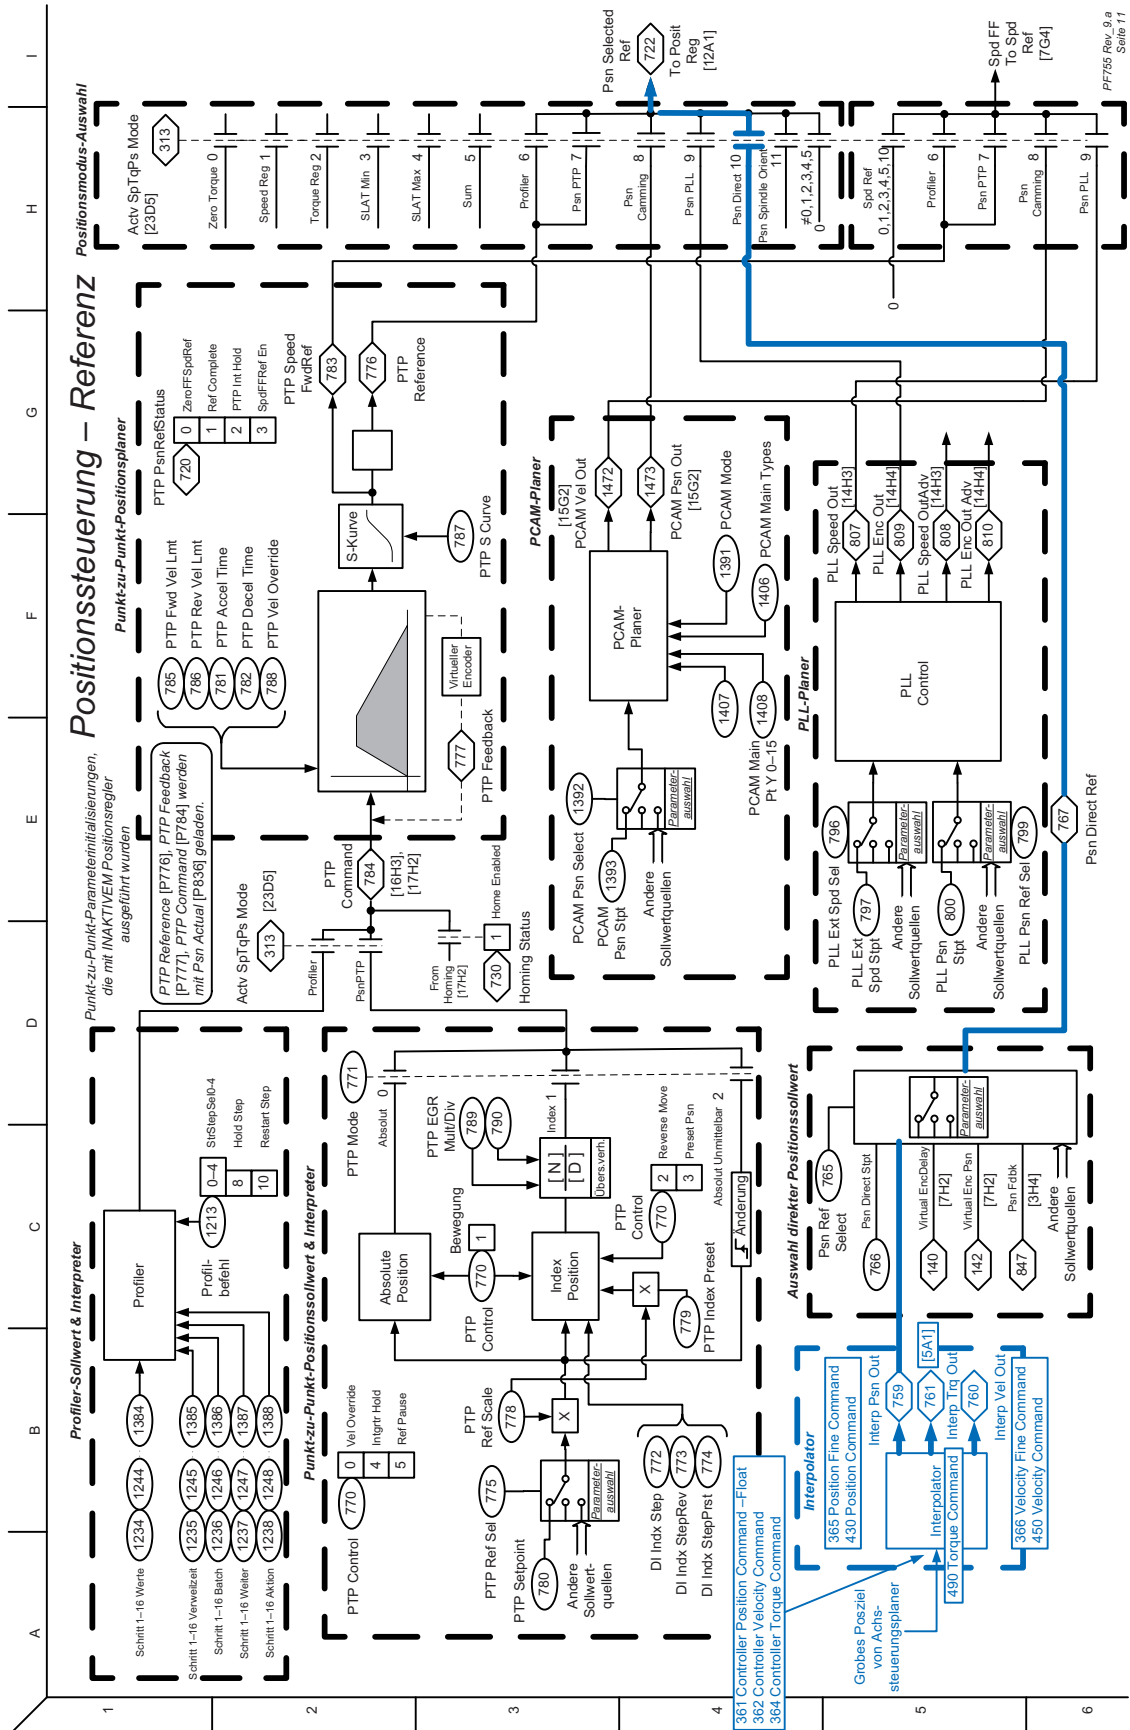 Positionssteuerung – Referenz
Punkt-zu-Punkt-Parameterinitialisierungen,
die mit INAKTIVEM Positionsregler
ausgeführt wurden
PTP Reference [P776], PTP Feedback
[P777], PTP Command [P784] werden
mit Psn Actual [P836] geladen.
Profiler-Sollwert & Interpreter
Schritt 1–16 Werte
1234
1244
1384
Schritt 1–16 Verweilzeit
1235
1245
1385
Schritt 1–16 Batch
1236
1246
1386
Schritt 1–16 Weiter
1237
1247
1387
Schritt 1–16 Aktion
1238
1248
1388
Profiler
Profil-
befehl
1213
0–4
StrStepSel0-4
8
Hold Step
10
Restart Step
Actv SpTqPs Mode
313
[23D5]
Profiler
PsnPTP
From
Homing
[17H2]
730
1
Home Enabled
Homing Status
Punkt-zu-Punkt-Positionssollwert & Interpreter
PTP Control
770
0
Vel Override
4
Intgrtr Hold
5
Ref Pause
PTP Ref Sel
775
PTP Setpoint
780
Andere
Sollwert-
quellen
Parameter-
auswahl
PTP
Ref Scale
778
X
DI Indx Step
772
DI Indx StepRev
773
DI Indx StepPrst
774
Absolute
Position
PTP
Control
770
1
Bewegung
Index
Position
X
779
PTP Index Preset
PTP
Control
770
2
Reverse Move
3
Preset Psn
PTP EGR
Mult/Div
789
790
[ N ]
[ D ]
Übers.verh.
PTP Mode
771
Absolut 0
Index 1
Absolut Unmittelbar 2
Änderung
Punkt-zu-Punkt-Positionsplaner
785
PTP Fwd Vel Lmt
786
PTP Rev Vel Lmt
781
PTP Accel Time
782
PTP Decel Time
788
PTP Vel Override
PTP PsnRefStatus
720
0
ZeroFFSpdRef
1
Ref Complete
2
PTP Int Hold
3
SpdFFRef En
PTP
Command
784
[16H3],
[17H2]
S-Kurve
787
PTP S Curve
Virtueller
Encoder
777
PTP Feedback
PTP Speed
FwdRef
783
776
PTP
Reference
PCAM-Planer
PCAM Psn Select
1392
PCAM
Psn Stpt
1393
Andere
Sollwertquellen
Parameter-
auswahl
PCAM-
Planer
1407
1408
PCAM Main
Pt Y 0–15
1391
PCAM Mode
1406
PCAM Main Types
[15G2]
PCAM Vel Out
1472
1473
PCAM Psn Out
[15G2]
PLL-Planer
PLL Ext Spd Sel
796
PLL Ext
Spd Stpt
797
Andere
Sollwertquellen
Parameter-
auswahl
PLL Psn
Stpt
800
Andere
Sollwertquellen
Parameter-
auswahl
PLL Psn Ref Sel
799
PLL
Control
PLL Speed Out
807
[14H3]
PLL Enc Out
809
[14H4]
PLL Speed OutAdv
808
[14H3]
PLL Enc Out Adv
810
[14H4]
767
Psn Direct Ref
Auswahl direkter Positionssollwert
Psn Ref
Select
765
Psn Direct Stpt
766
Virtual EncDelay
140
[7H2]
Virtual Enc Psn
142
[7H2]
Psn Fdbk
847
[3H4]
Andere
Sollwertquellen
Parameter-
auswahl
361 Controller Position Command –Float
362 Controller Velocity Command
364 Controller Torque Command
Interpolator
365 Position Fine Command
430 Position Command
Interpolator
490 Torque Command
366 Velocity Fine Command
450 Velocity Command
Grobes Posziel
von Achs-
steuerungsplaner
Interp Psn Out
759
[5A1]
761
Interp Trq Out
760
Interp Vel Out
Positionsmodus-Auswahl
Actv SpTqPs Mode
[23D5]
313
Zero Torque 0
Speed Reg 1
Torque Reg 2
SLAT Min 3
SLAT Max 4
Sum 5
Profiler 6
Psn PTP 7
Psn
Camming 8
Psn PLL 9
Psn Direct 10
Psn Spindle Orient
11
≠0,1,2,3,4,5
0
Spd Ref
0,1,2,3,4,5,10
0
Profiler 6
Psn PTP 7
Psn
Camming 8
Psn PLL 9
Psn Selected
Ref
722
To Posit
Reg
[12A1]
Spd FF
To Spd
Ref
[7G4]
PF755 Rev_9.a
Seite 11
A
B
C
D
E
F
G
H
I
1
2
3
4
5
6